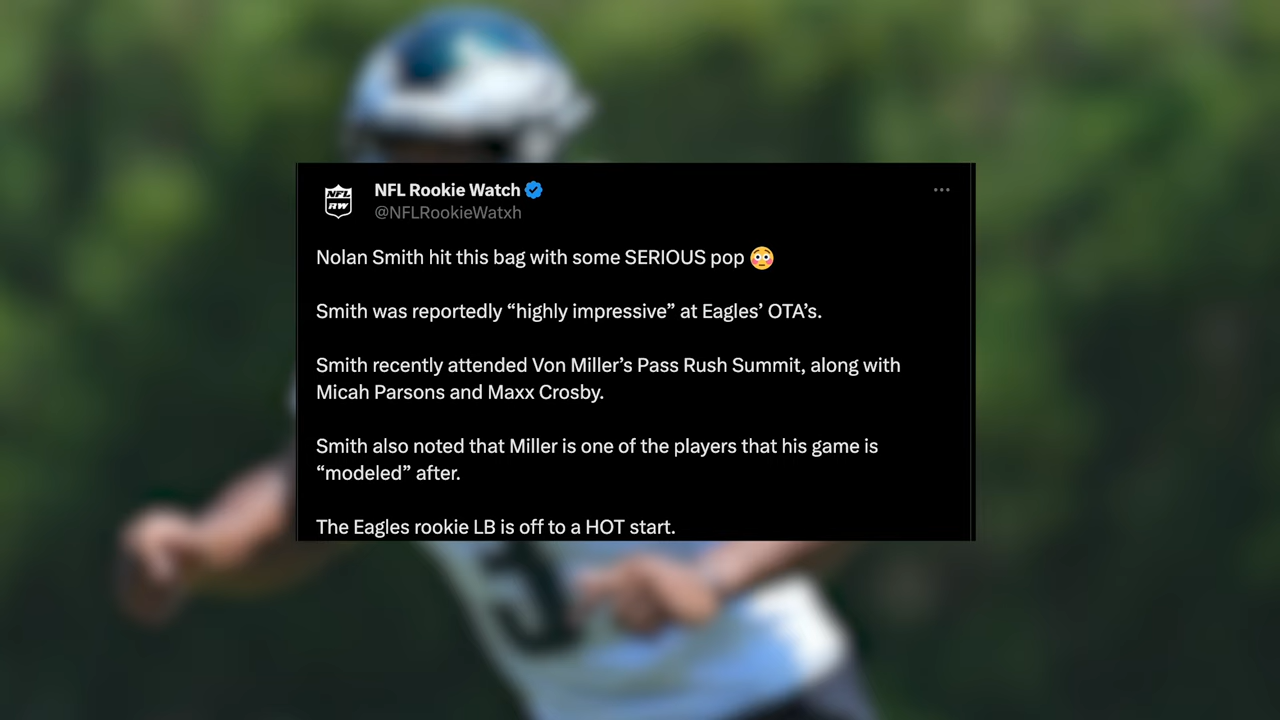 NFL
RW
NFL Rookie Watch
@NFLRookieWatxh
Nolan Smith hit this bag with some SERIOUS pop 😳
Smith was reportedly “highly impressive” at Eagles’ OTA’s.
Smith recently attended Von Miller’s Pass Rush Summit, along with
Micah Parsons and Maxx Crosby.
Smith also noted that Miller is one of the players that his game is
“modeled” after.
The Eagles rookie LB is off to a HOT start.
3